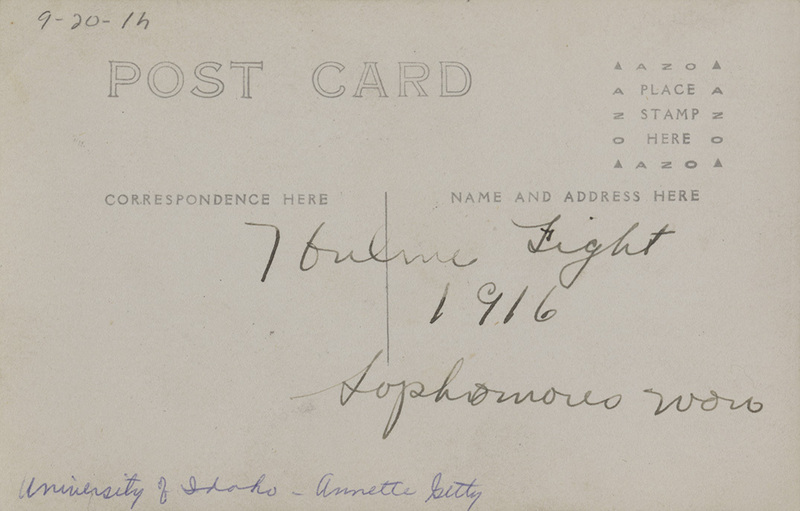 9-20-16
POST CARD
▲ A Z O ▲
A PLACE A
Z STAMP Z
O HERE O
▲ A Z O ▲
CORRESPONDENCE HERE
NAME AND ADDRESS HERE
Hulme Fight
1916
Sophomores won
University of Idaho - Annette Getty